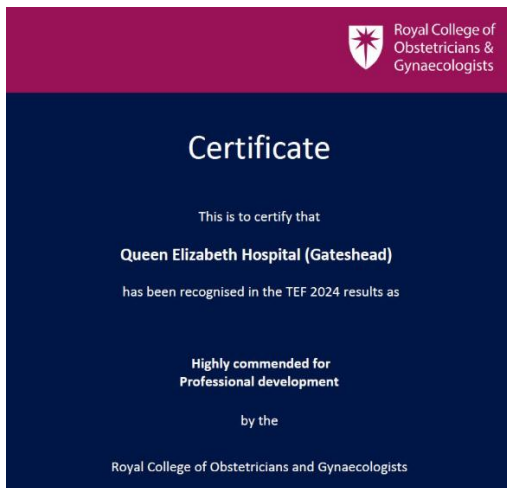 Royal College of
Obstetricians &
Gynaecologists
Certificate
This is to certify that
Queen Elizabeth Hospital (Gateshead)
has been recognised in the TEF 2024 results as
Highly commended for
Professional development
by the
Royal College of Obstetricians and Gynaecologists